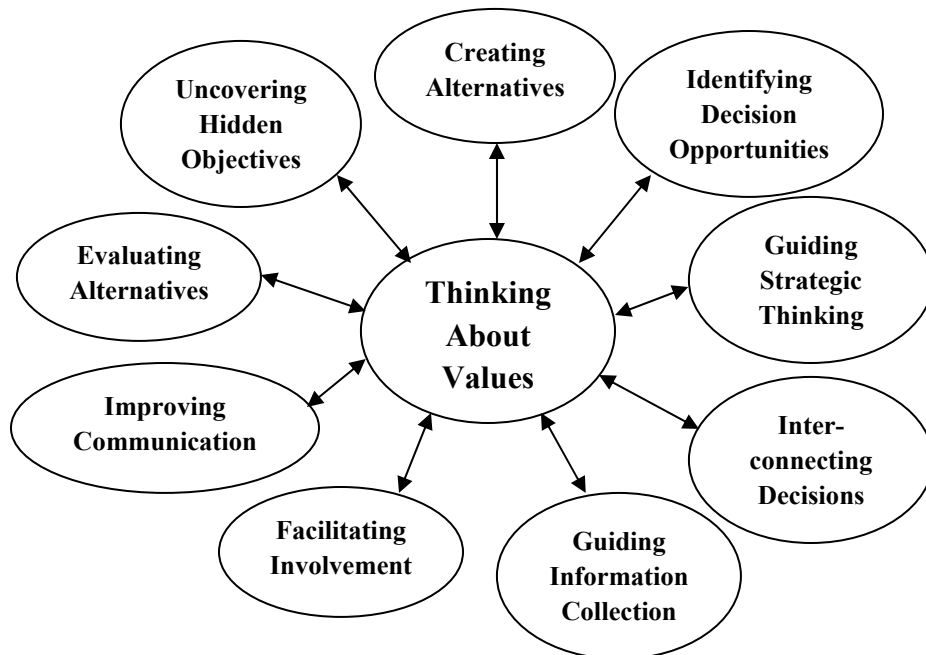 Creating
Alternatives
Identifying
Decision
Opportunities
Uncovering
Hidden
Objectives
Evaluating
Alternatives
Thinking
About
Values
Guiding
Strategic
Thinking
Improving
Communication
Inter-
connecting
Decisions
Facilitating
Involvement
Guiding
Information
Collection